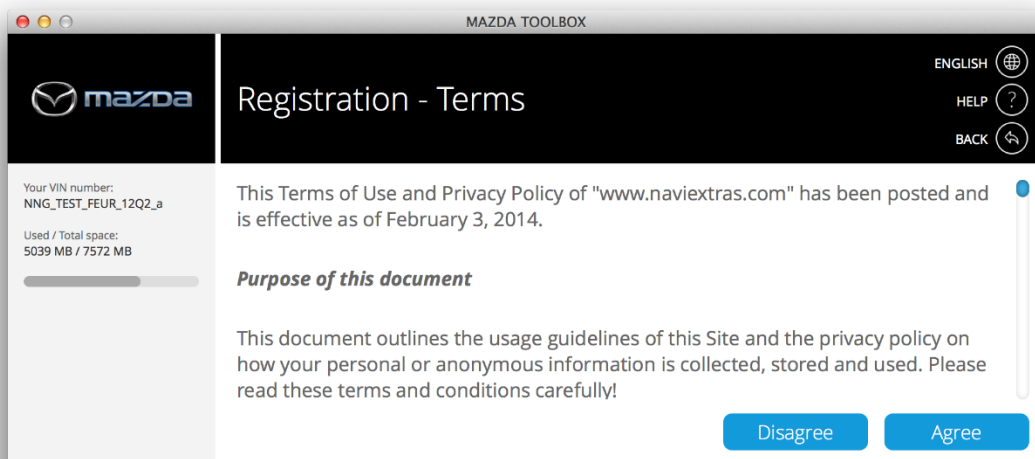 MAZDA TOOLBOX
mazda
Registration - Terms
ENGLISH
HELP
?
BACK
Your VIN number:
NNG_TEST_FEUR_12Q2_a
Used / Total space:
5039 MB / 7572 MB
This Terms of Use and Privacy Policy of "www.naviextras.com" has been posted and
is effective as of February 3, 2014.
Purpose of this document
This document outlines the usage guidelines of this Site and the privacy policy on
how your personal or anonymous information is collected, stored and used. Please
read these terms and conditions carefully!
Disagree
Agree